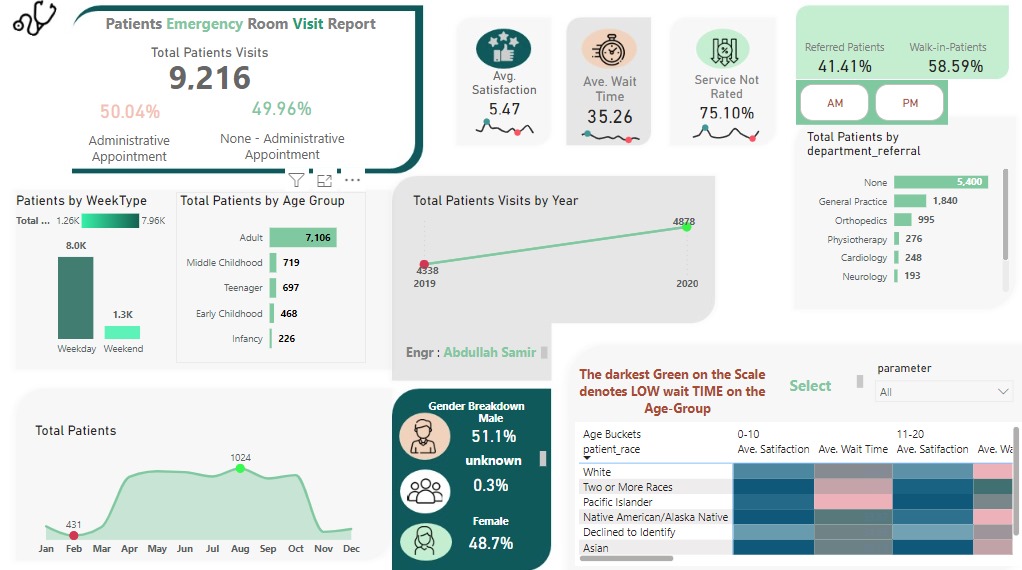 Patients Emergency Room Visit Report
Total Patients Visits
9,216
50.04%
Administrative
Appointment
49.96%
None - Administrative
Appointment
Avg.
Satisfaction
5.47
Ave. Wait
Time
35.26
Service Not
Rated
75.10%
Referred Patients
41.41%
Walk-in-Patients
58.59%
AM
PM
Total Patients by
department_referral
None 5,400
General Practice 1,840
Orthopedics 995
Physiotherapy 276
Cardiology 248
Neurology 193
Patients by WeekType
Total ... 1.26K 7.96K
8.0K
1.3K
Weekday Weekend
Total Patients by Age Group
Adult 7,106
Middle Childhood 719
Teenager 697
Early Childhood 468
Infancy 226
Total Patients Visits by Year
4878
4338
2019 2020
Engr : Abdullah Samir
Total Patients
1024
431
Jan Feb Mar Apr May Jun Jul Aug Sep Oct Nov Dec
Gender Breakdown
Male
51.1%
unknown
0.3%
Female
48.7%
The darkest Green on the Scale
denotes LOW wait TIME on the
Age-Group
Select
parameter
All
Age Buckets 0-10 11-20
patient_race Ave. Satifaction Ave. Wait Time Ave. Satifaction Ave. Wa
White
Two or More Races
Pacific Islander
Native American/Alaska Native
Declined to Identify
Asian